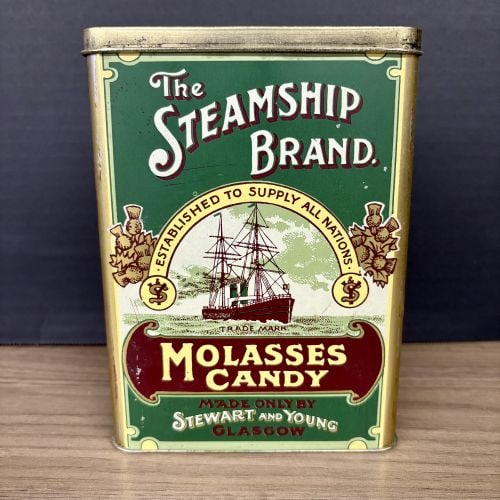 The
STEAMSHIP
BRAND.
· ESTABLISHED TO SUPPLY ALL NATIONS ·
TRADE MARK
MOLASSES
CANDY
MADE ONLY BY
STEWART AND YOUNG
GLASGOW